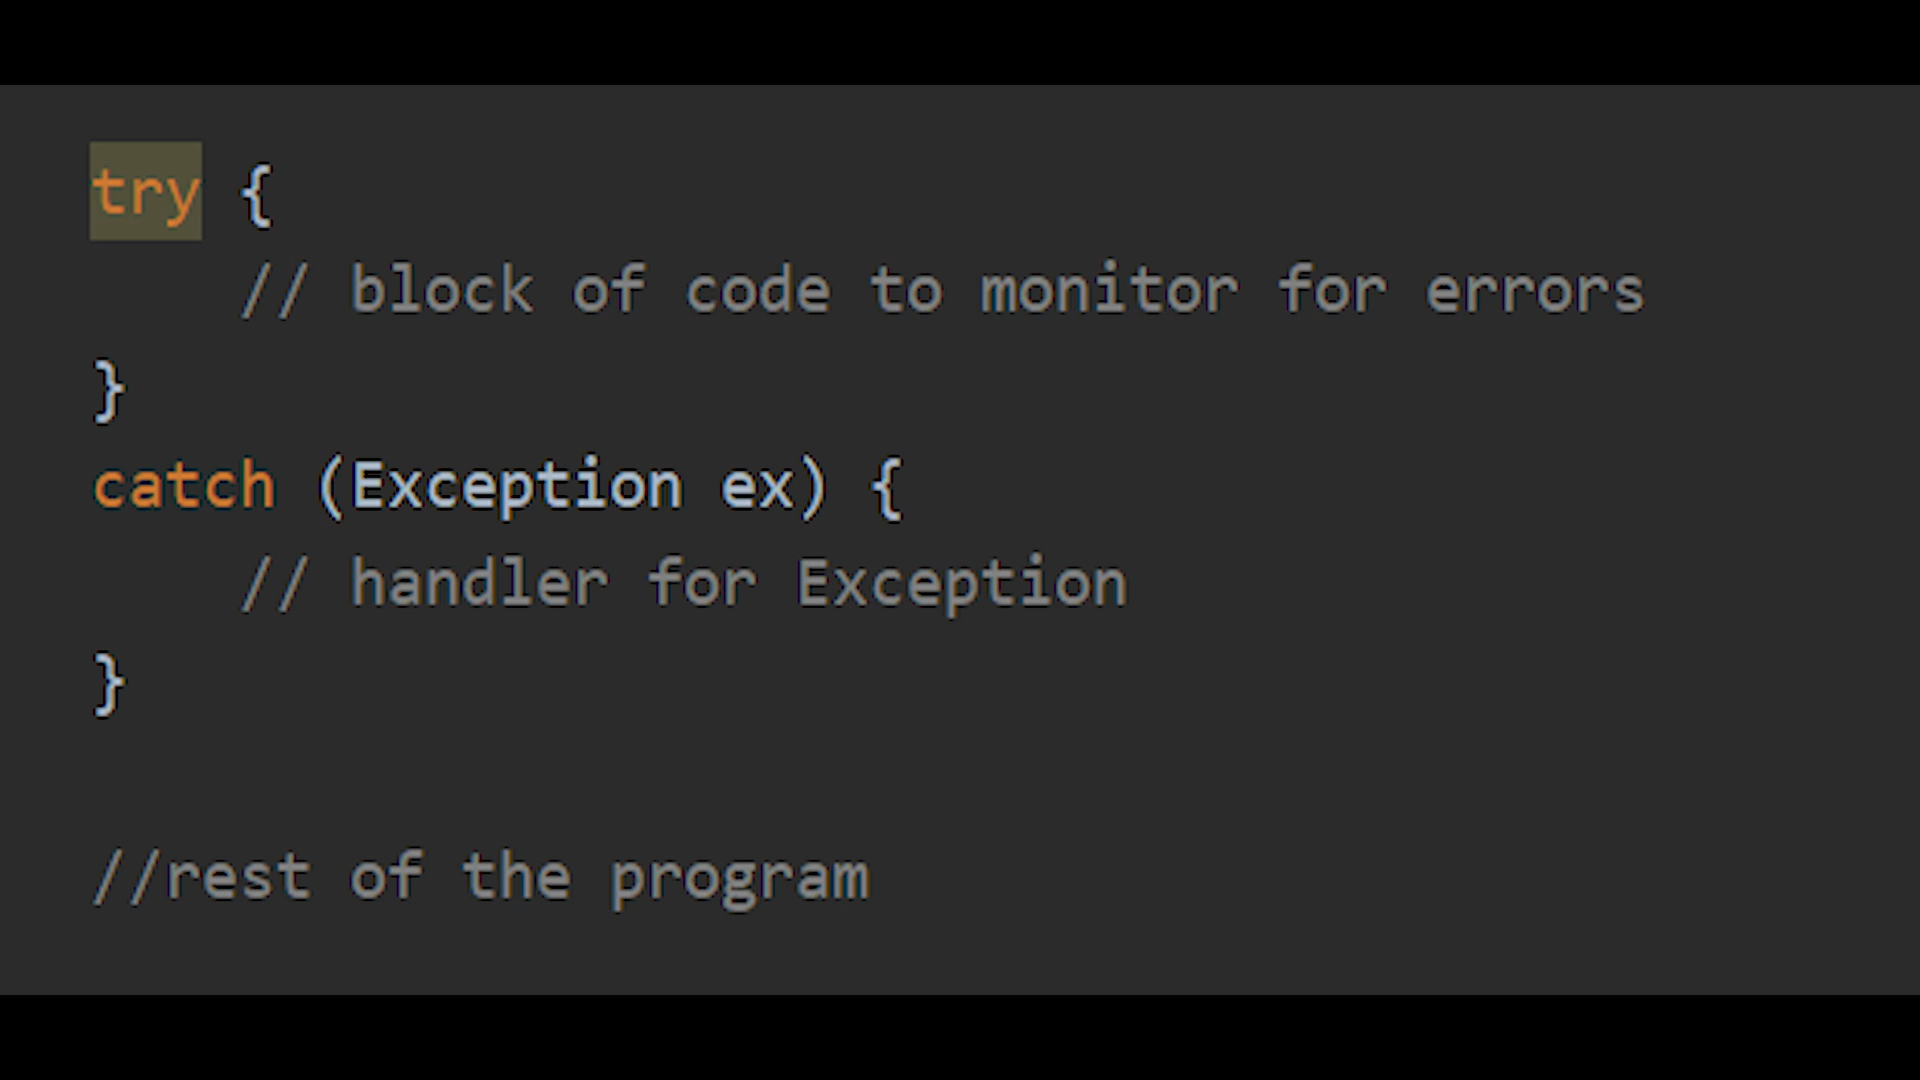 try {
    // block of code to monitor for errors
}
catch (Exception ex) {
    // handler for Exception
}
//rest of the program